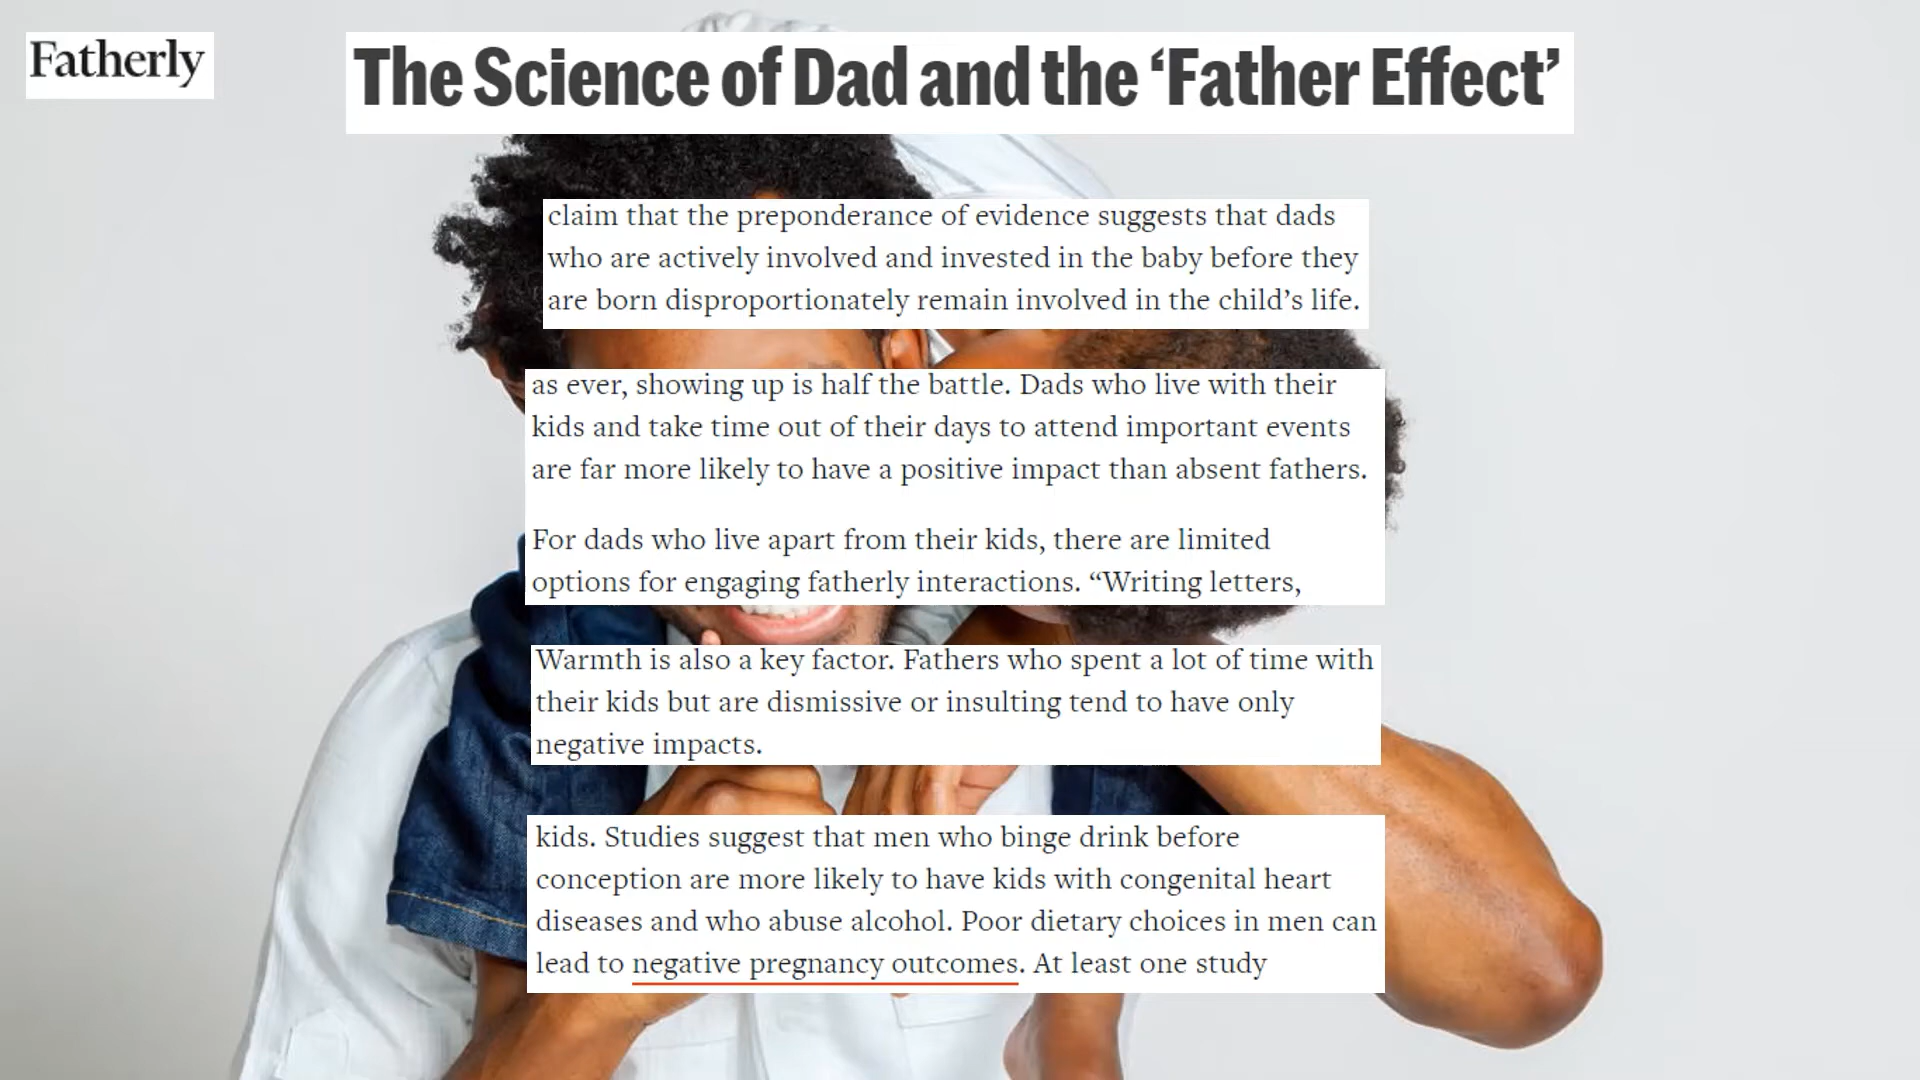 Fatherly
The Science of Dad and the ‘Father Effect’
claim that the preponderance of evidence suggests that dads
who are actively involved and invested in the baby before they
are born disproportionately remain involved in the child’s life.
as ever, showing up is half the battle. Dads who live with their
kids and take time out of their days to attend important events
are far more likely to have a positive impact than absent fathers.
For dads who live apart from their kids, there are limited
options for engaging fatherly interactions. “Writing letters,
Warmth is also a key factor. Fathers who spent a lot of time with
their kids but are dismissive or insulting tend to have only
negative impacts.
kids. Studies suggest that men who binge drink before
conception are more likely to have kids with congenital heart
diseases and who abuse alcohol. Poor dietary choices in men can
lead to negative pregnancy outcomes. At least one study